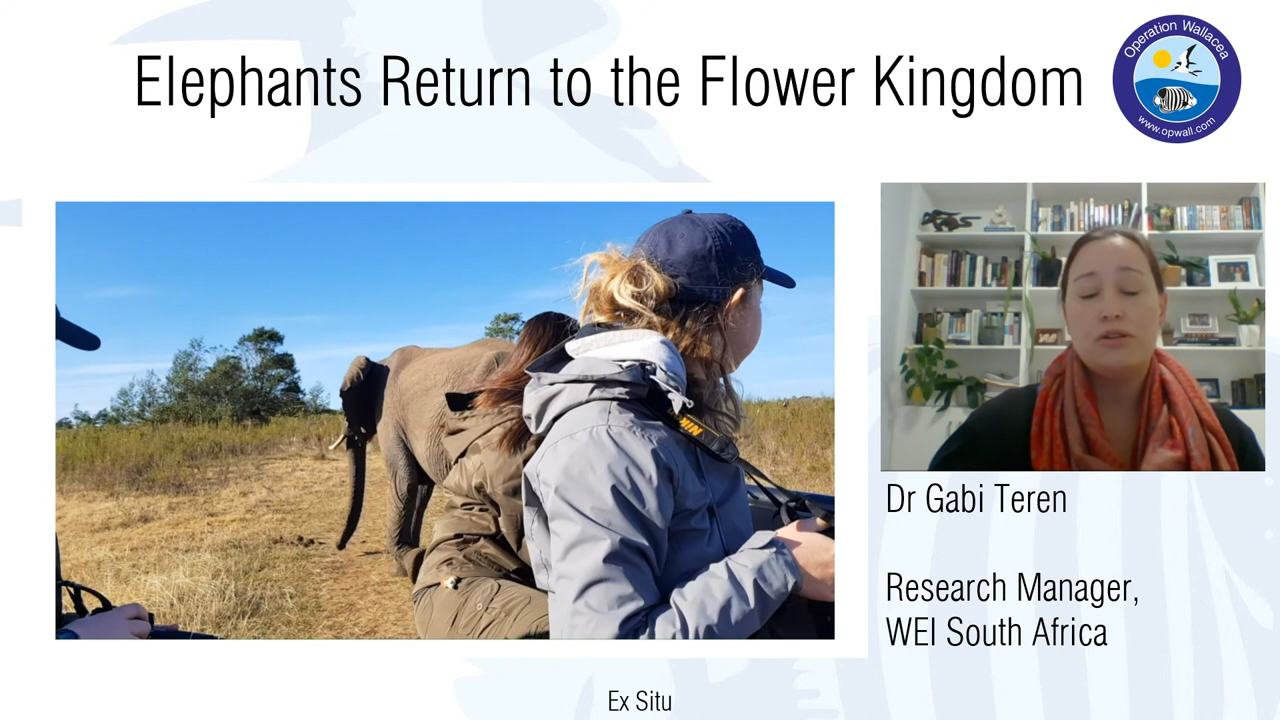 Elephants Return to the Flower Kingdom
Operation Wallacea
www.opwall.com
NIK
Dr Gabi Teren
Research Manager,
WEI South Africa
Ex Situ